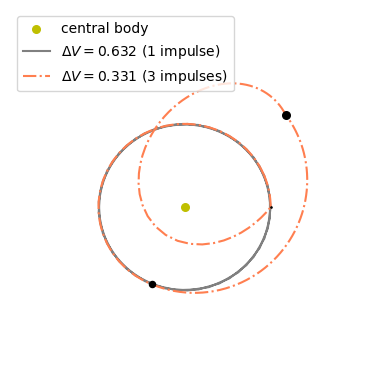 central body
ΔV = 0.632 (1 impulse)
ΔV = 0.331 (3 impulses)